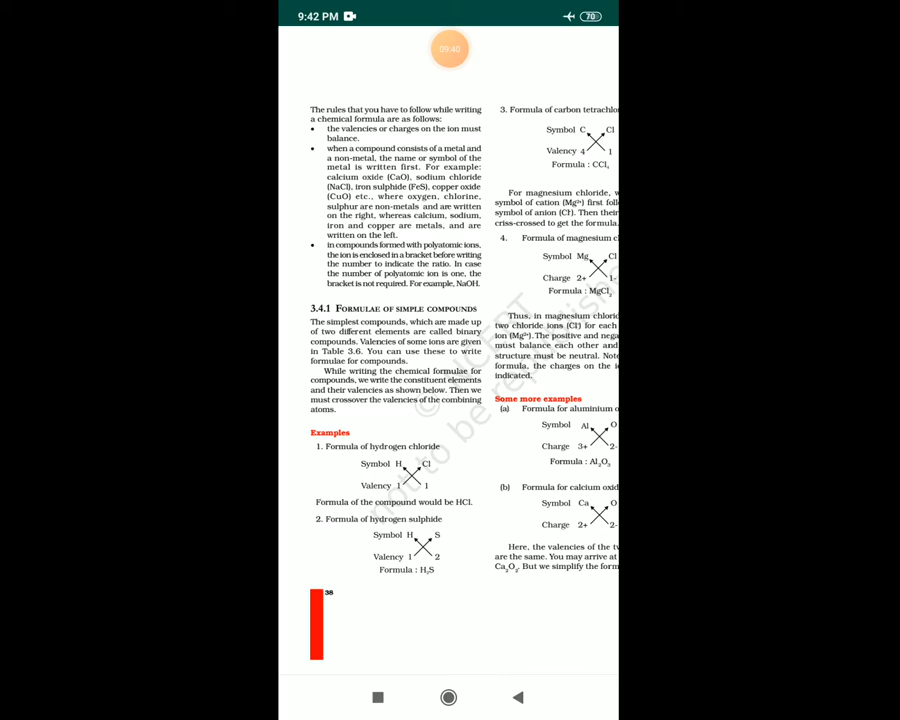 9:42 PM
70
09:40
The rules that you have to follow while writing
a chemical formula are as follows:
• the valencies or charges on the ion must
balance.
• when a compound consists of a metal and
a non-metal, the name or symbol of the
metal is written first. For example:
calcium oxide (CaO), sodium chloride
(NaCl), iron sulphide (FeS), copper oxide
(CuO) etc., where oxygen, chlorine,
sulphur are non-metals and are written
on the right, whereas calcium, sodium,
iron and copper are metals, and are
written on the left.
• in compounds formed with polyatomic ions,
the ion is enclosed in a bracket before writing
the number to indicate the ratio. In case
the number of polyatomic ion is one, the
bracket is not required. For example, NaOH.
3.4.1 FORMULAE OF SIMPLE COMPOUNDS
The simplest compounds, which are made up
of two different elements are called binary
compounds. Valencies of some ions are given
in Table 3.6. You can use these to write
formulae for compounds.
While writing the chemical formulae for
compounds, we write the constituent elements
and their valencies as shown below. Then we
must crossover the valencies of the combining
atoms.
Examples
1. Formula of hydrogen chloride
Symbol H Cl
Valency 1 1
Formula of the compound would be HCl.
2. Formula of hydrogen sulphide
Symbol H S
Valency 1 2
Formula : H₂S
38
3. Formula of carbon tetrachlo
Symbol C Cl
Valency 4 1
Formula : CCl₄
For magnesium chloride, w
symbol of cation (Mg²⁺) first foll
symbol of anion (Cl⁻). Then their
criss-crossed to get the formula.
4. Formula of magnesium c
Symbol Mg Cl
Charge 2+ 1-
Formula : MgCl₂
Thus, in magnesium chlorid
two chloride ions (Cl⁻) for each
ion (Mg²⁺). The positive and nega
must balance each other and
structure must be neutral. Note
formula, the charges on the i
indicated.
Some more examples
(a) Formula for aluminium o
Symbol Al O
Charge 3+ 2-
Formula : Al₂O₃
(b) Formula for calcium oxid
Symbol Ca O
Charge 2+ 2-
Here, the valencies of the tw
are the same. You may arrive at
Ca₂O₂. But we simplify the form
© NCERT
not to be republishe